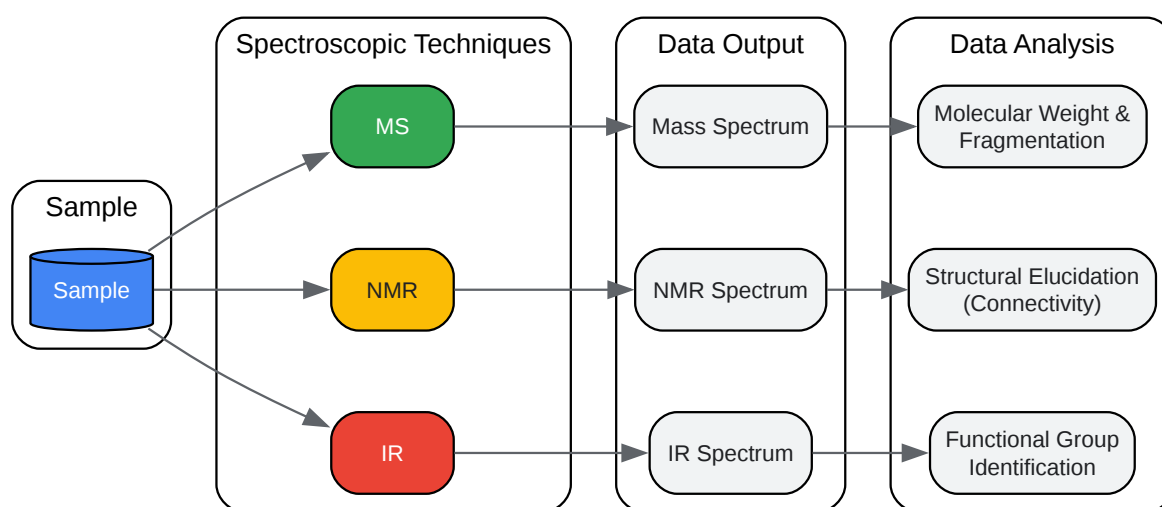 Spectroscopic Techniques
Data Output
Data Analysis
MS
Mass Spectrum
Molecular Weight &
Fragmentation
Sample
Sample
NMR
NMR Spectrum
Structural Elucidation
(Connectivity)
IR
IR Spectrum
Functional Group
Identification